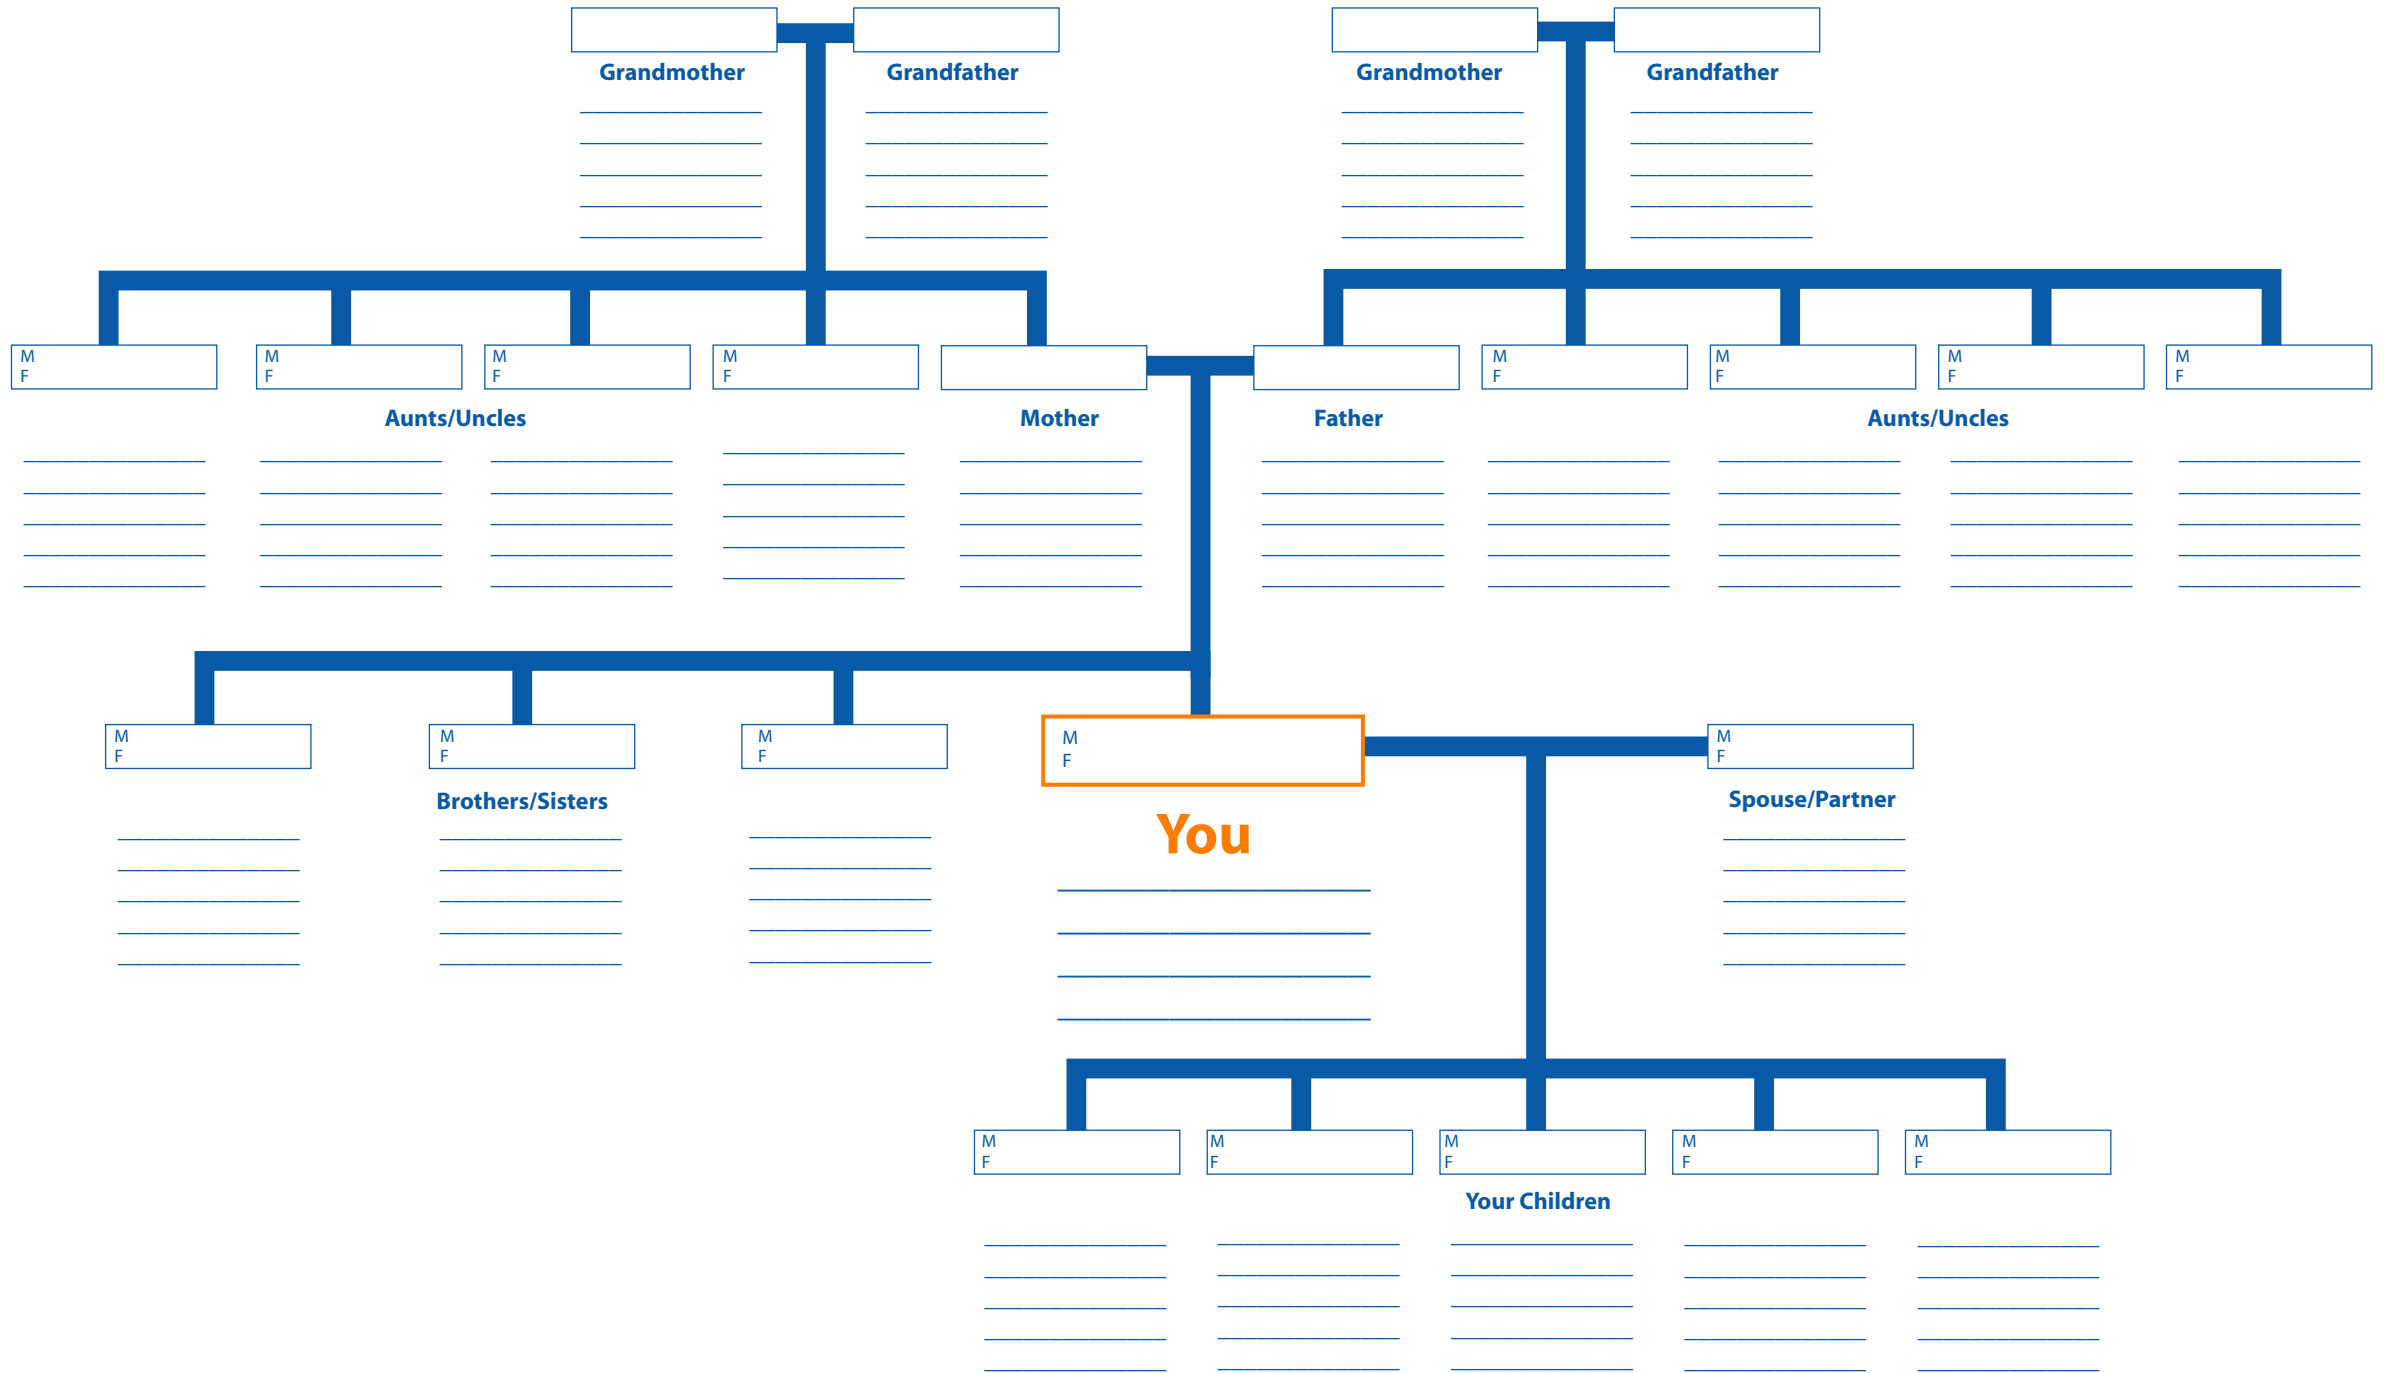 Grandmother Grandfather Grandmother Grandfather
M M M M M M M M
F F F F F F F F
Aunts/Uncles Mother Father Aunts/Uncles
M M M M M
F F F F F
Brothers/Sisters Spouse/Partner
You
M M M M M
F F F F F
Your Children